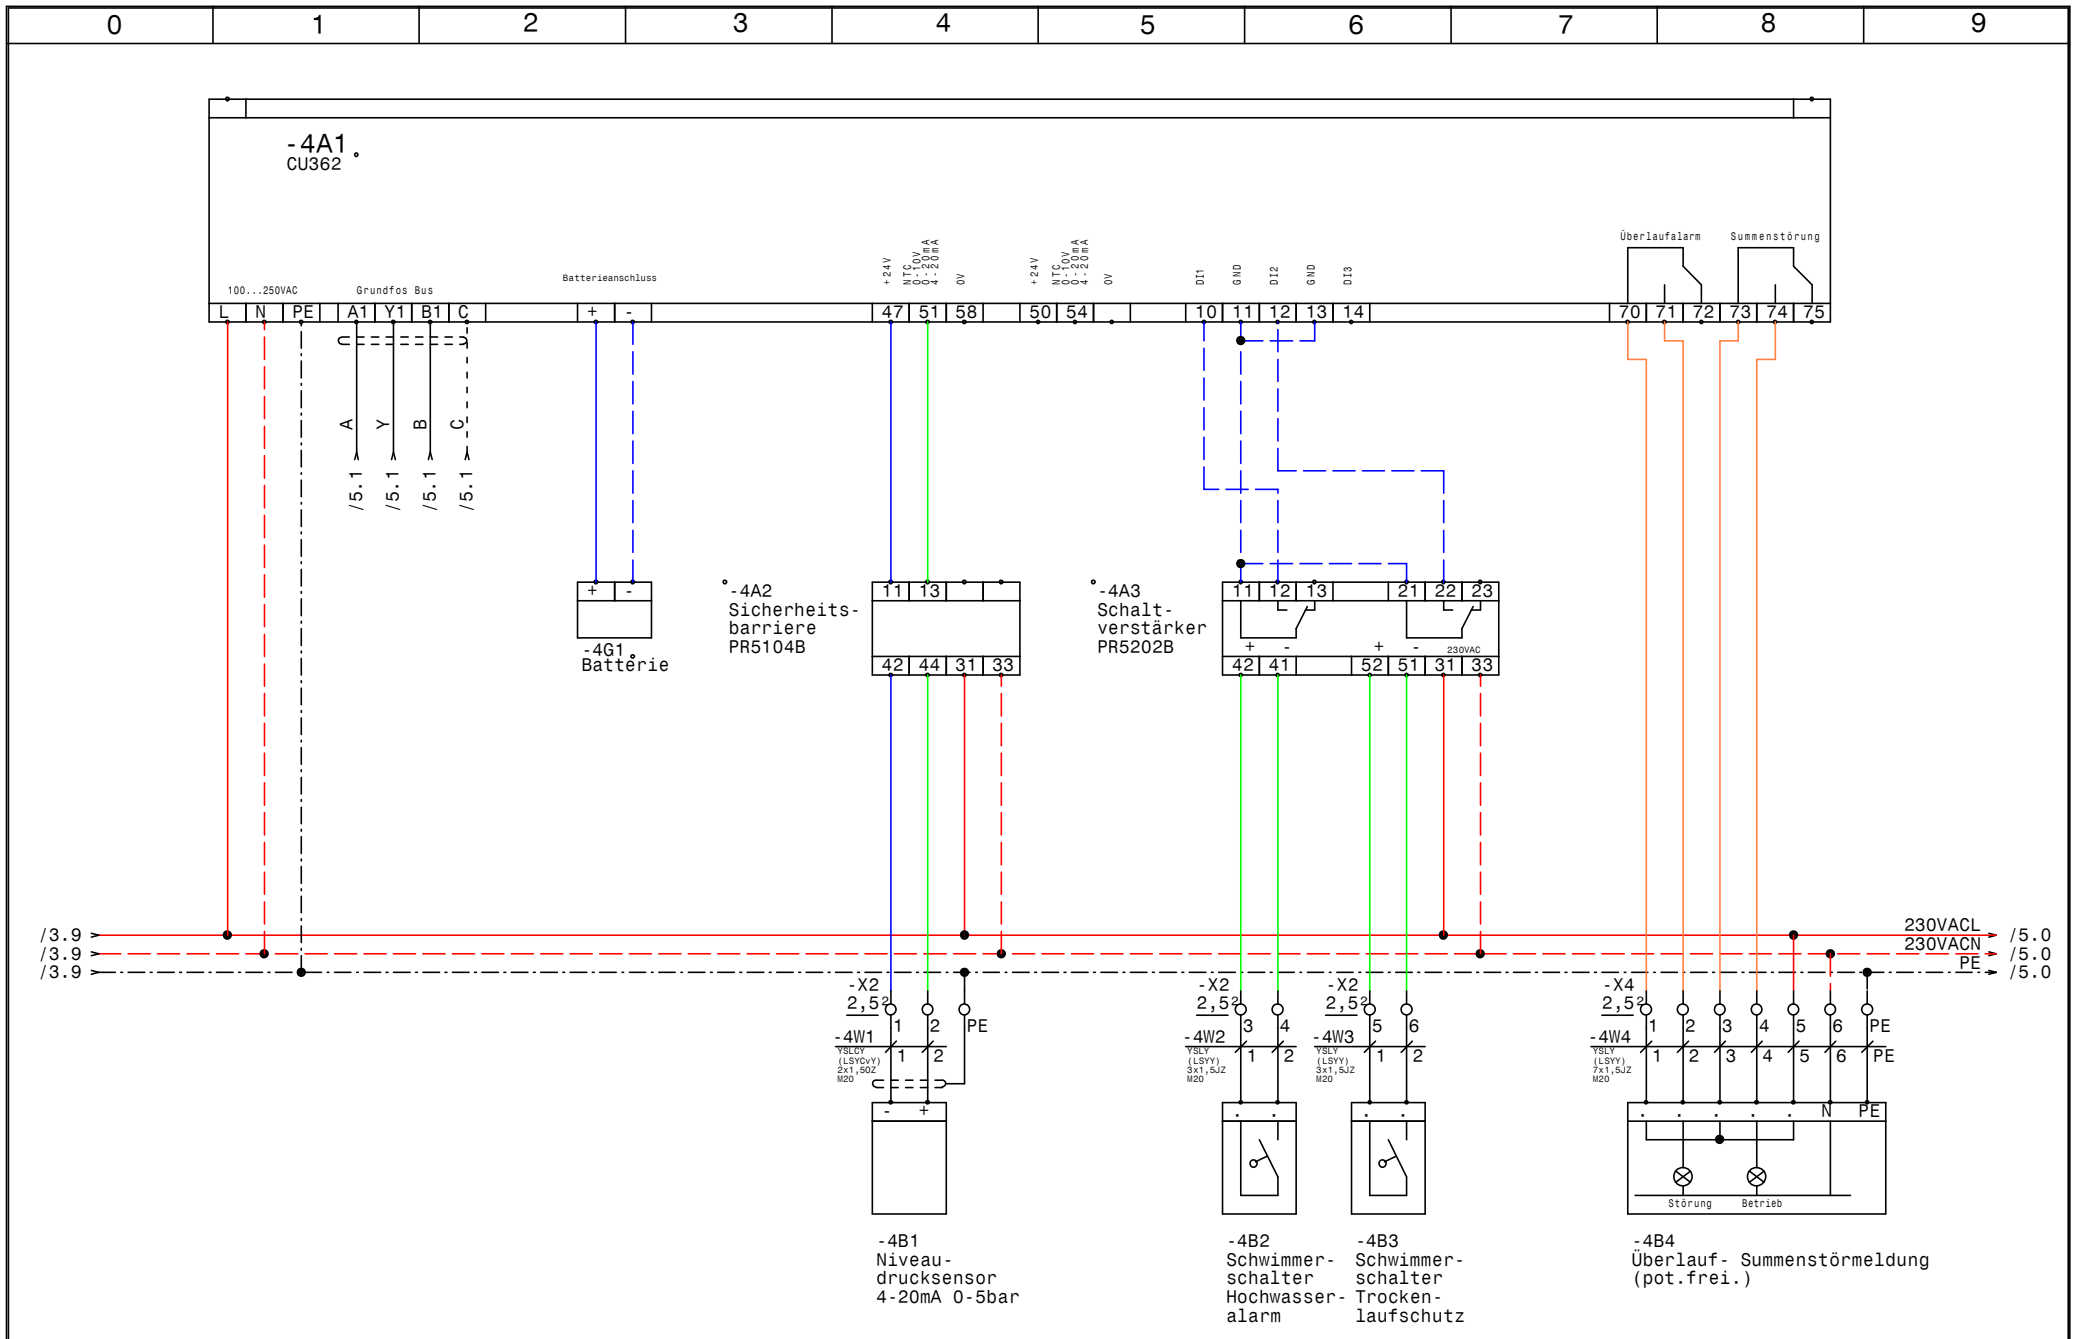 0 1 2 3 4 5 6 7 8 9
-4A1
CU362
Überlaufalarm Summenstörung
100...250VAC Grundfos Bus Batterieanschluss
+24V
NTC
0-10V
0-20mA
4-20mA
0V
+24V
NTC
0-10V
0-20mA
4-20mA
0V
DI1
GND
DI2
GND
DI3
L N PE A1 Y1 B1 C + - 47 51 58 50 54 10 11 12 13 14 70 71 72 73 74 75
A Y B C
/5.1 /5.1 /5.1 /5.1
+ -
-4G1
Batterie
-4A2
Sicherheits-
barriere
PR5104B
11 13
42 44 31 33
-4A3
Schalt-
verstärker
PR5202B
11 12 13 21 22 23
+ - + - 230VAC
42 41 52 51 31 33
/3.9 230VACL /5.0
/3.9 230VACN /5.0
/3.9 PE /5.0
-X2
2,5²
1 2 PE
-4W1
YSLCY
(LSYCvY)
2x1,5OZ
M20
1 2
- +
-4B1
Niveau-
drucksensor
4-20mA 0-5bar
-X2
2,5²
3 4
-4W2
YSLY
(LSYY)
3x1,5JZ
M20
1 2
. .
-4B2
Schwimmer-
schalter
Hochwasser-
alarm
-X2
2,5²
5 6
-4W3
YSLY
(LSYY)
3x1,5JZ
M20
1 2
. .
-4B3
Schwimmer-
schalter
Trocken-
laufschutz
-X4
2,5²
1 2 3 4 5 6 PE
-4W4
YSLY
(LSYY)
7x1,5JZ
M20
1 2 3 4 5 6 PE
. . . . . N PE
Störung Betrieb
-4B4
Überlauf- Summenstörmeldung
(pot.frei.)